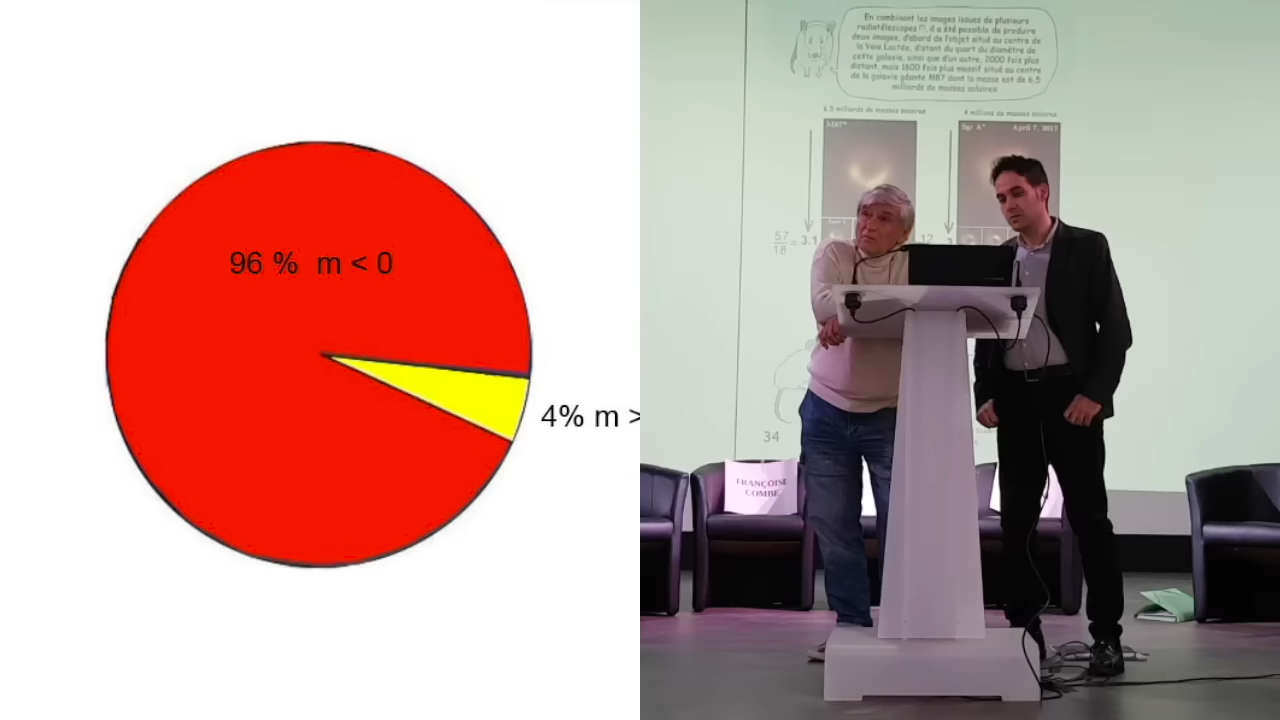 96 % m < 0
4% m >
En combinant les images issues de plusieurs
radiotélescopes (*), il a été possible de produire
deux images, d'abord de l'objet situé au centre de
la Voie Lactée, distant du quart du diamètre de
cette galaxie, ainsi que d'un autre, 2000 fois plus
distant, mais 1600 fois plus massif situé au centre
de la galaxie géante M87 dont la masse est de 6,5
milliards de masses solaires
6.5 milliards de masses solaires
4 millions de masses solaires
M87*
Sgr A* April 7, 2017
57
18
= 3.1
12
34
FRANÇOISE
COMBE